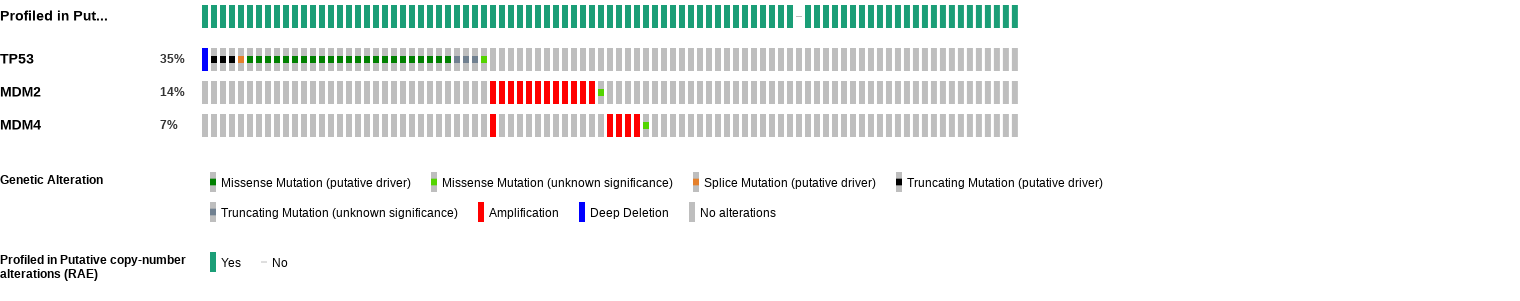 Profiled in Put...
TP53 35%
MDM2 14%
MDM4 7%
Genetic Alteration Missense Mutation (putative driver) Missense Mutation (unknown significance) Splice Mutation (putative driver) Truncating Mutation (putative driver)
Truncating Mutation (unknown significance) Amplification Deep Deletion No alterations
Profiled in Putative copy-number Yes No
alterations (RAE)